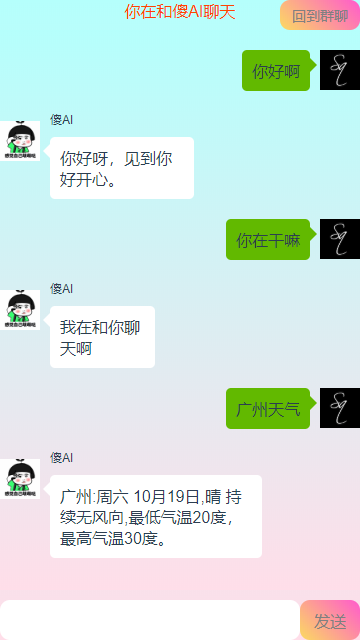 你在和傻AI聊天
回到群聊
你好啊
傻AI
你好呀，见到你
好开心。
你在干嘛
傻AI
我在和你聊
天啊
广州天气
傻AI
广州:周六 10月19日,晴 持
续无风向,最低气温20度，
最高气温30度。
发送